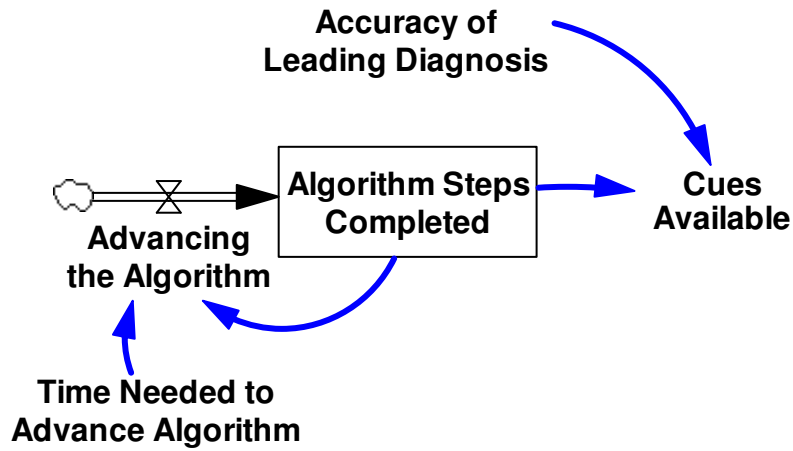 Accuracy of
Leading Diagnosis
Algorithm Steps
Completed
Cues
Available
Advancing
the Algorithm
Time Needed to
Advance Algorithm